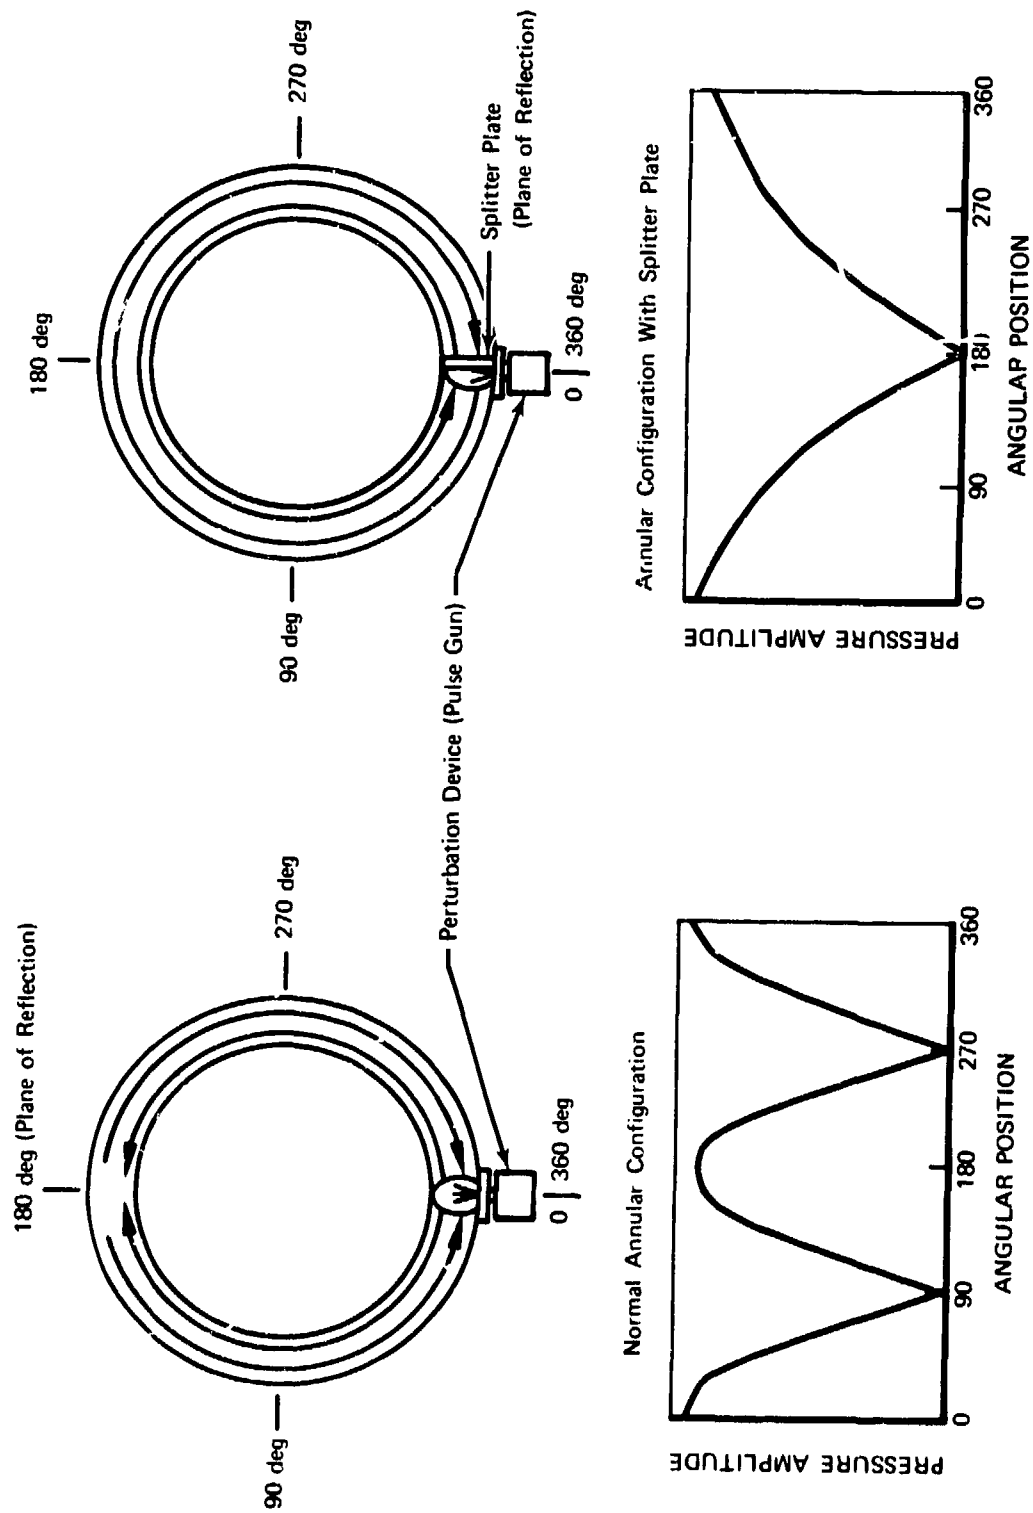 180 deg (Plane of Reflection)
90 deg
270 deg
0
360 deg
Perturbation Device (Pulse Gun)
180 deg
90 deg
270 deg
Splitter Plate
(Plane of Reflection)
0
360 deg
Normal Annular Configuration
PRESSURE AMPLITUDE
0
90
180
270
360
ANGULAR POSITION
Annular Configuration With Splitter Plate
PRESSURE AMPLITUDE
0
90
180
270
360
ANGULAR POSITION